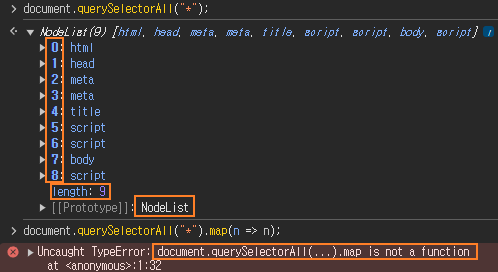 > document.querySelectorAll("*");
NodeList(9) [html, head, meta, meta, title, script, script, body, script] i
0: html
1: head
2: meta
3: meta
4: title
5: script
6: script
7: body
8: script
length: 9
[[Prototype]]: NodeList
> document.querySelectorAll("*").map(n => n);
Uncaught TypeError: document.querySelectorAll(...).map is not a function
at <anonymous>:1:32